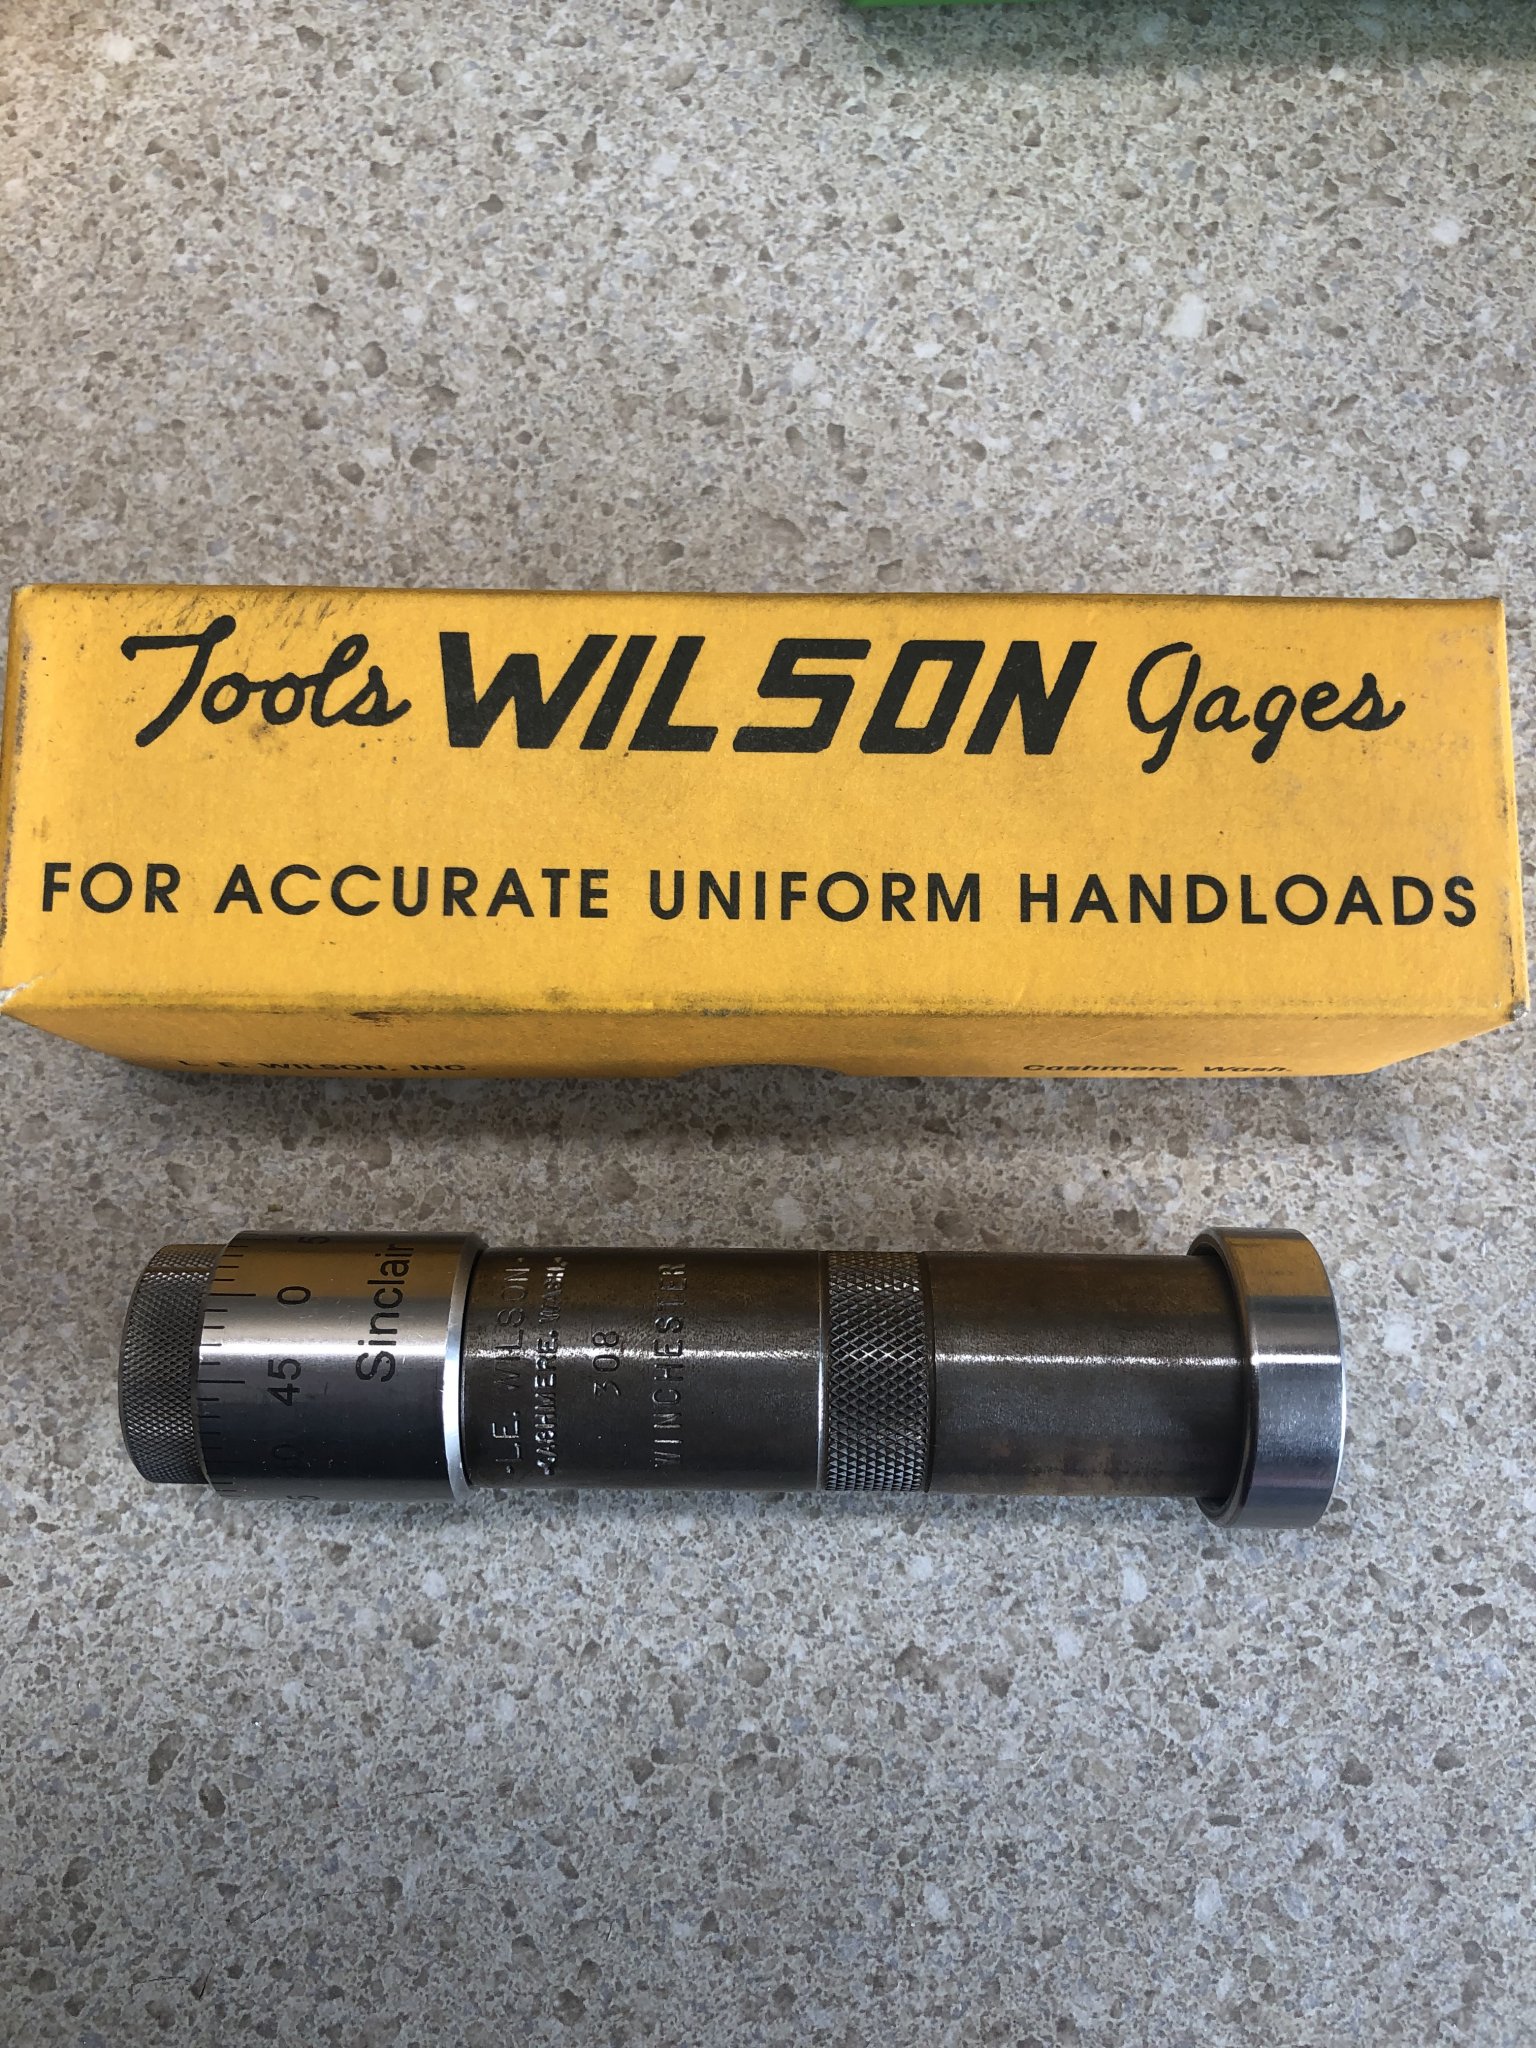 Tools WILSON Gages
FOR ACCURATE UNIFORM HANDLOADS
L. E. WILSON, INC.
Cashmere, Wash.
5
0
45
Sinclair
·L.E. WILSON·
·CASHMERE, WASH.·
308
WINCHESTER